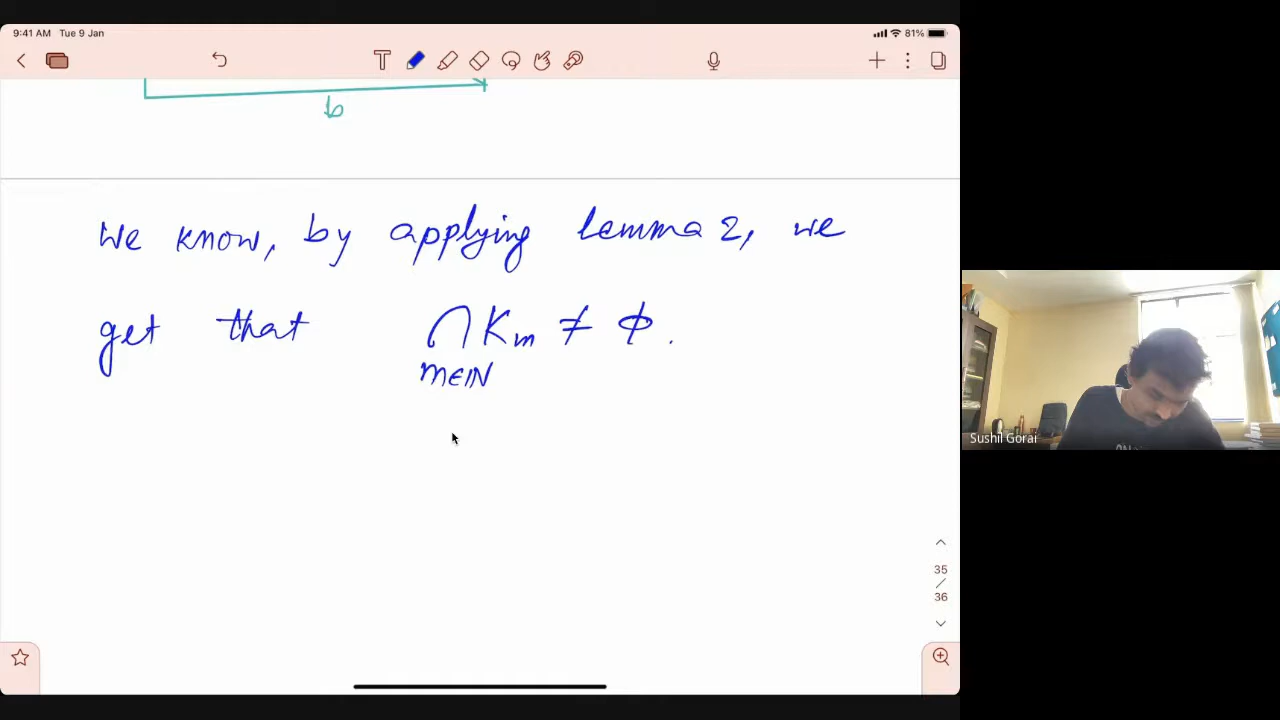 9:41 AM Tue 9 Jan
81%
T
b
We know, by applying lemma 2, we
get that ∩ Km ≠ ϕ.
m∈ℕ
Sushil Gorai
35
/
36